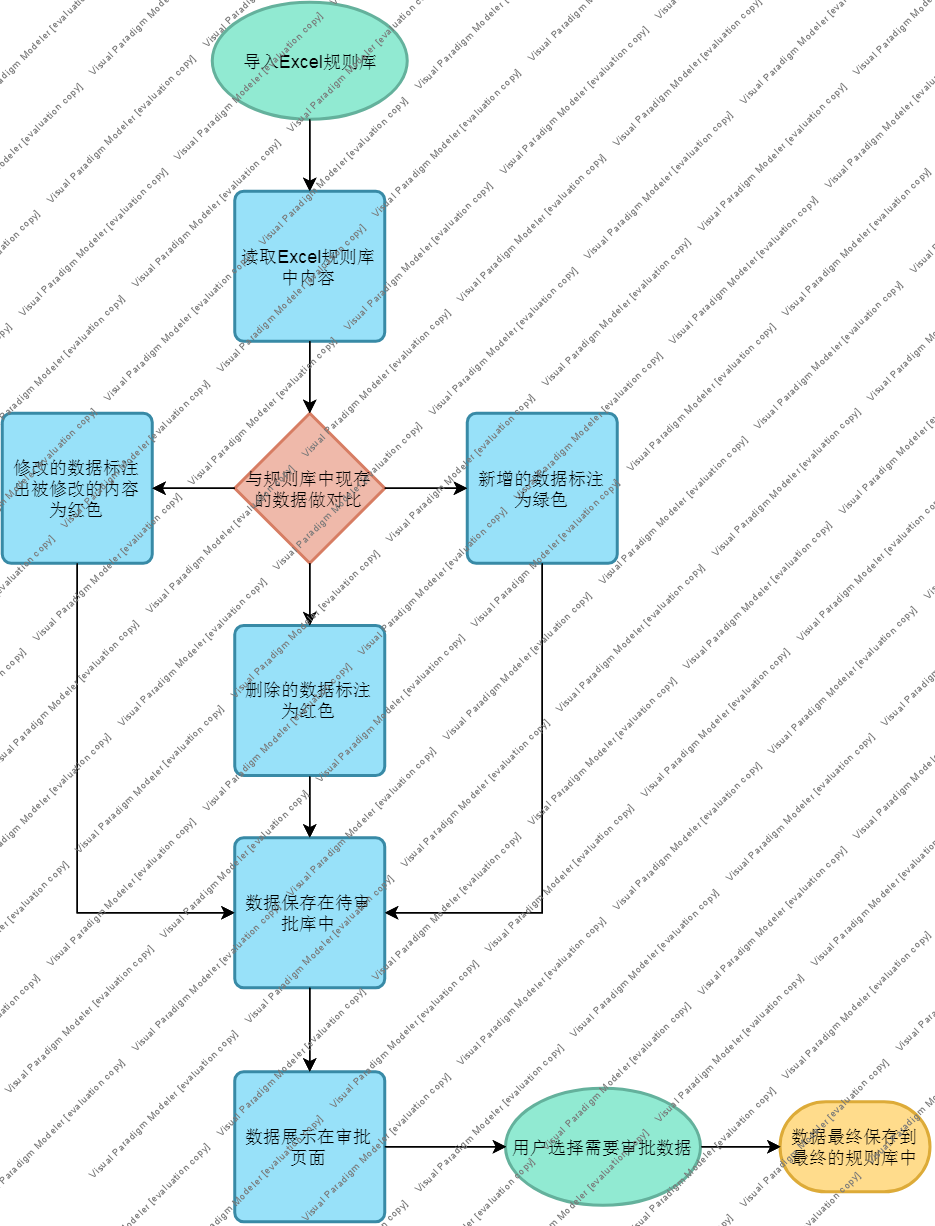 导入Excel规则库
读取Excel规则库
中内容
修改的数据标注
出被修改的内容
为红色
与规则库中现存
的数据做对比
新增的数据标注
为绿色
删除的数据标注
为红色
数据保存在待审
批库中
数据展示在审批
页面
用户选择需要审批数据
数据最终保存到
最终的规则库中
Visual Paradigm Modeler [evaluation copy]